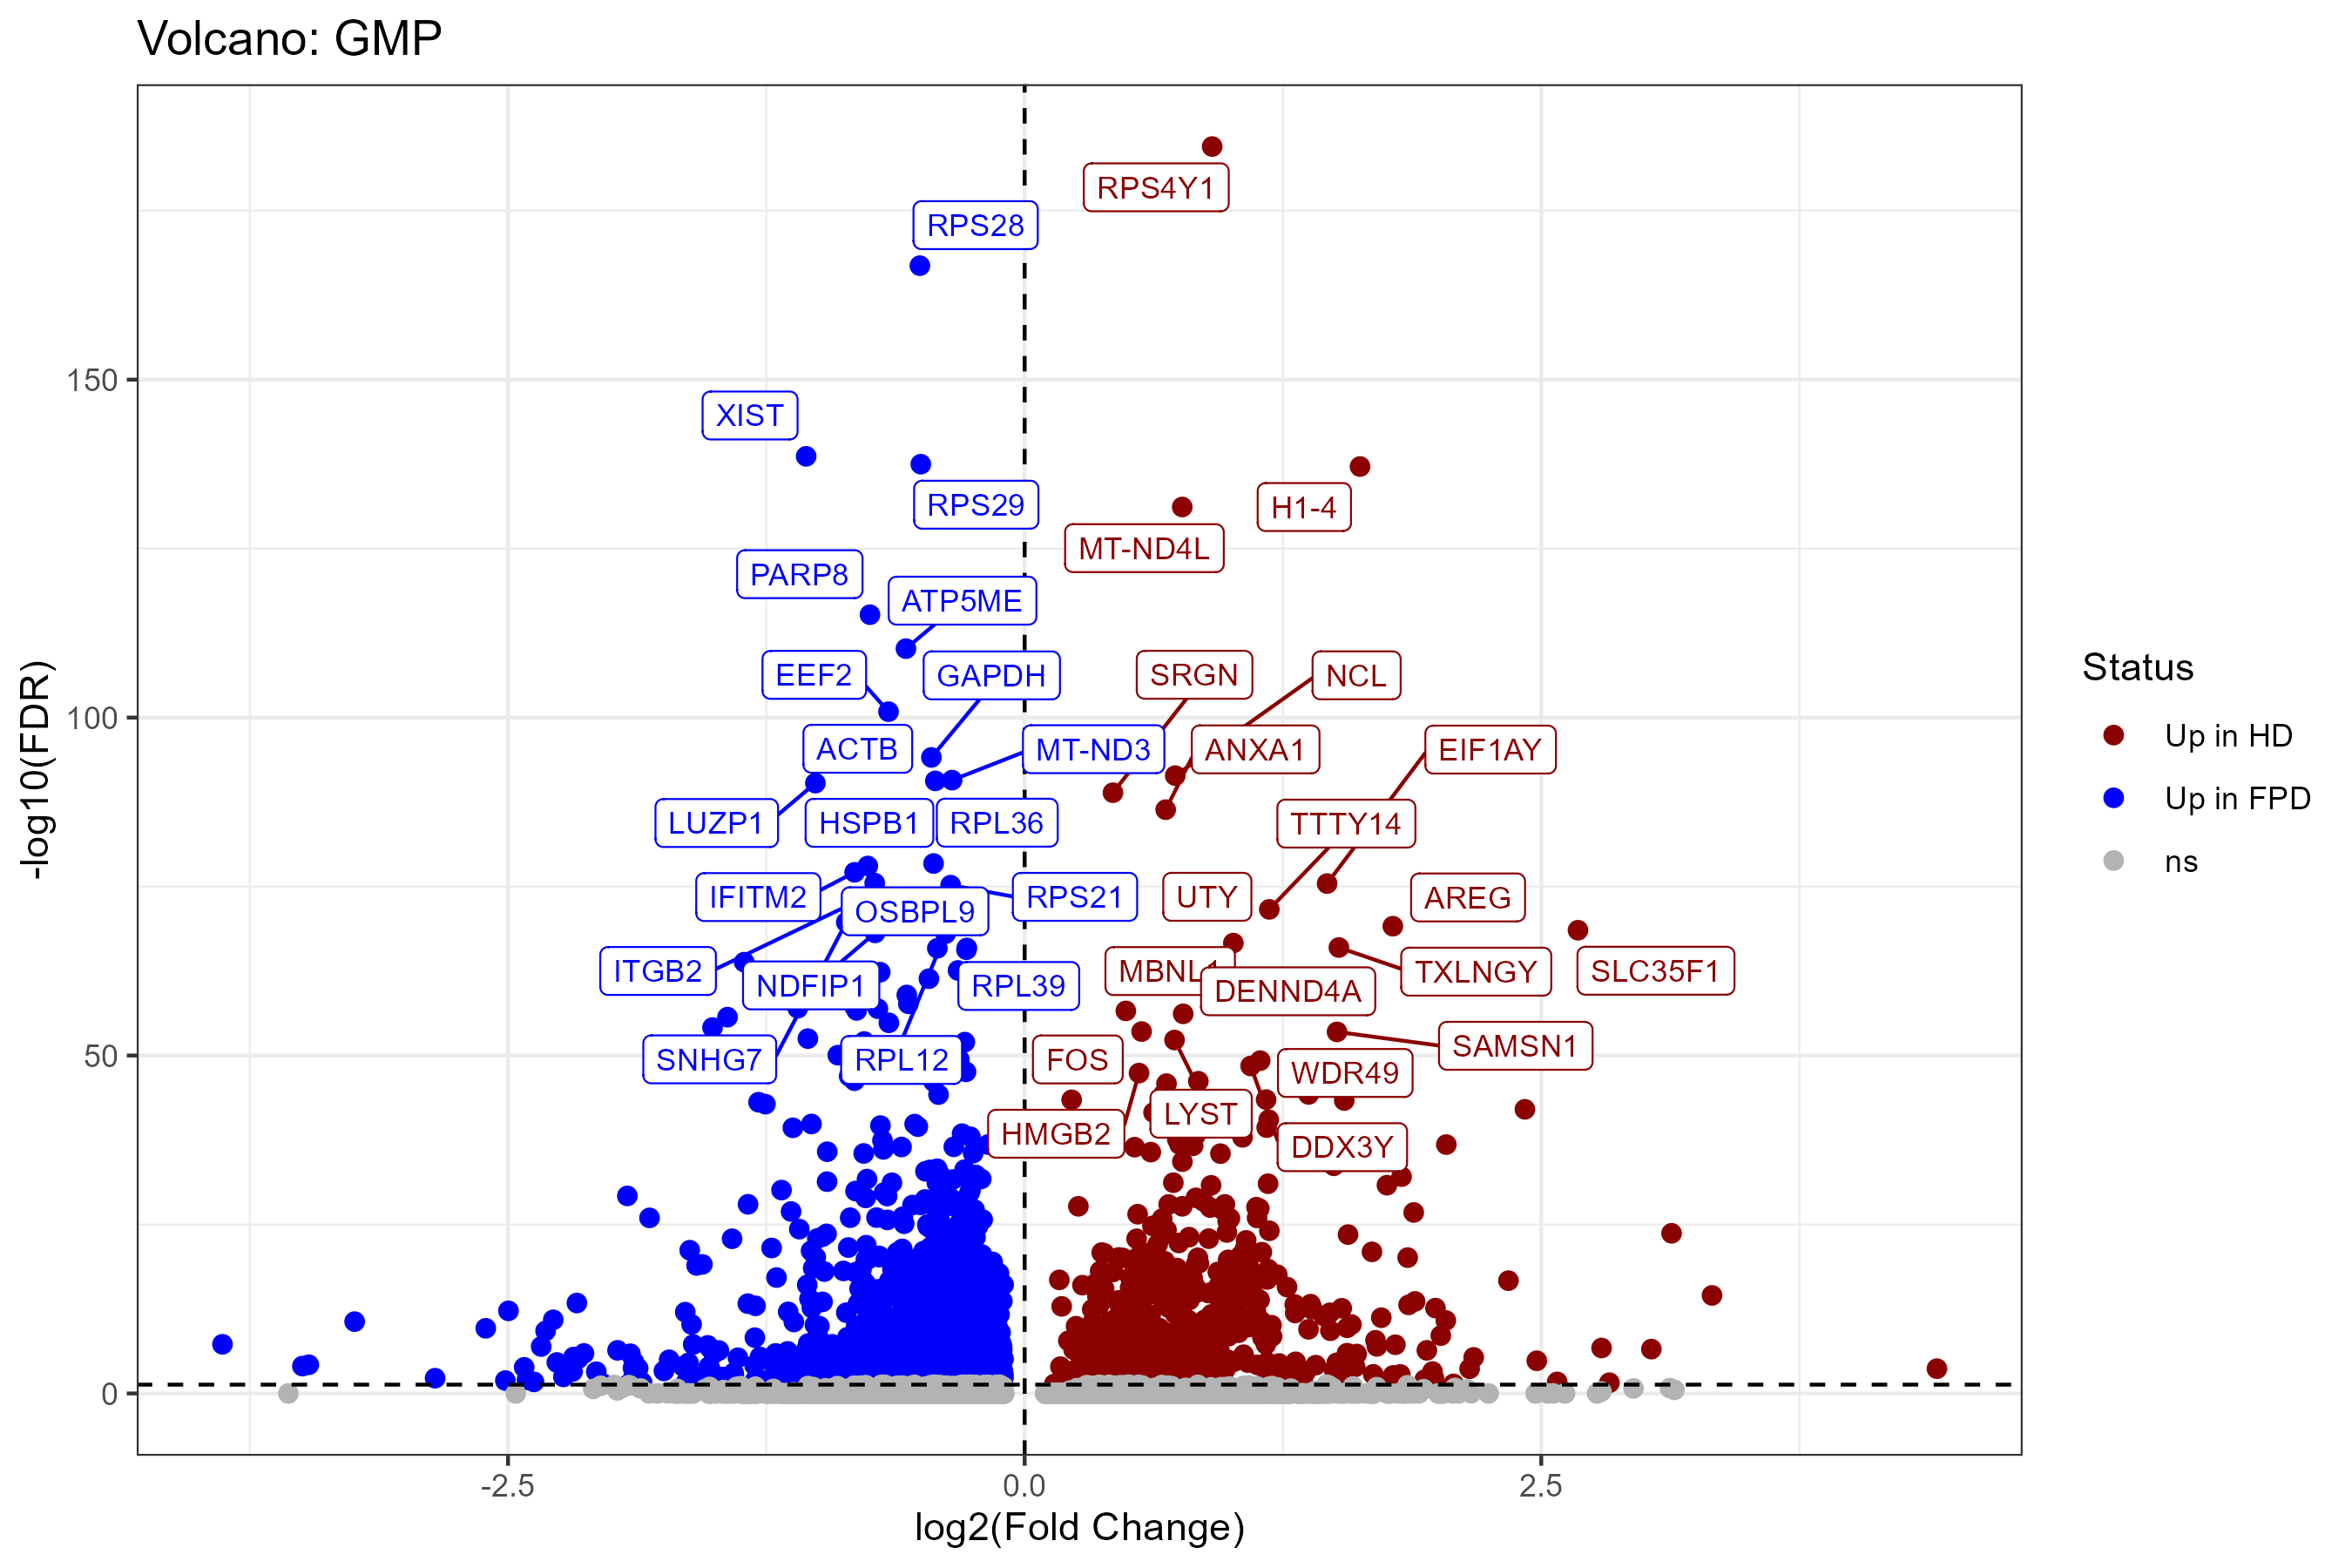 Volcano: GMP
RPS4Y1
RPS28
XIST
RPS29
H1-4
MT-ND4L
PARP8
ATP5ME
EEF2
GAPDH
SRGN
NCL
ACTB
MT-ND3
ANXA1
EIF1AY
LUZP1
HSPB1
RPL36
TTTY14
IFITM2
OSBPL9
RPS21
UTY
AREG
ITGB2
NDFIP1
RPL39
MBNL1
DENND4A
TXLNGY
SLC35F1
SNHG7
RPL12
FOS
WDR49
SAMSN1
HMGB2
LYST
DDX3Y
150
100
50
0
-log10(FDR)
-2.5
0.0
2.5
log2(Fold Change)
Status
Up in HD
Up in FPD
ns